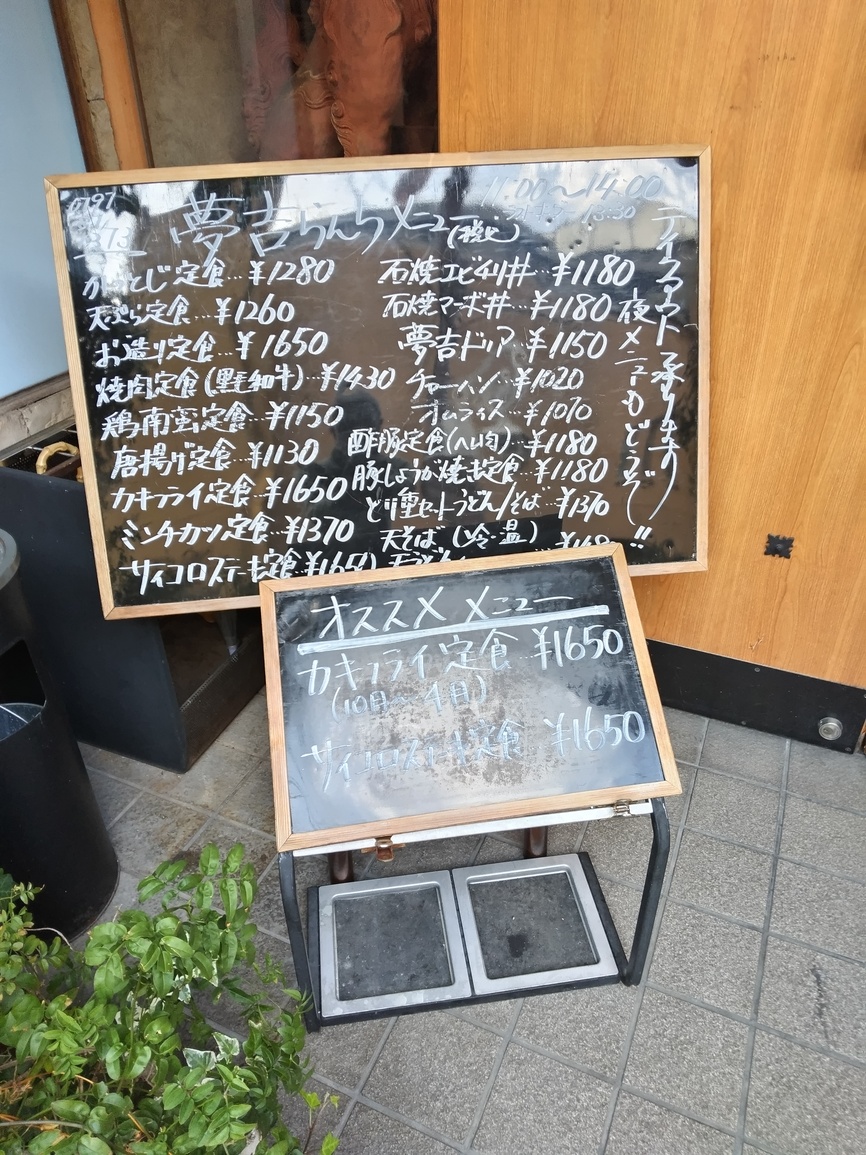 0797
夢吉らんちメニュー(税込)
11:00〜14:00
13:30
かつとじ定食…¥1280
天ぷら定食…¥1260
お造り定食…¥1650
焼肉定食(黒毛和牛)…¥1430
鶏南蛮定食…¥1150
唐揚げ定食…¥1130
カキフライ定食…¥1650
ミンチカツ定食…¥1370
サイコロステーキ定食…¥1650
石焼エビチリ丼…¥1180
石焼マーボ丼…¥1180
夢吉ドリア…¥1150
チャーハン…¥1020
オムライス…¥1070
酢豚定食(ヘレ肉)…¥1180
豚しょうが焼き定食…¥1180
どり重セットうどん/そば…¥1370
天そば(冷・温)
天うどん
テイクアウト承ります
夜メニューもどうぞ!!
オススメメニュー
カキフライ定食…¥1650
(10月〜4月)
サイコロステーキ定食…¥1650